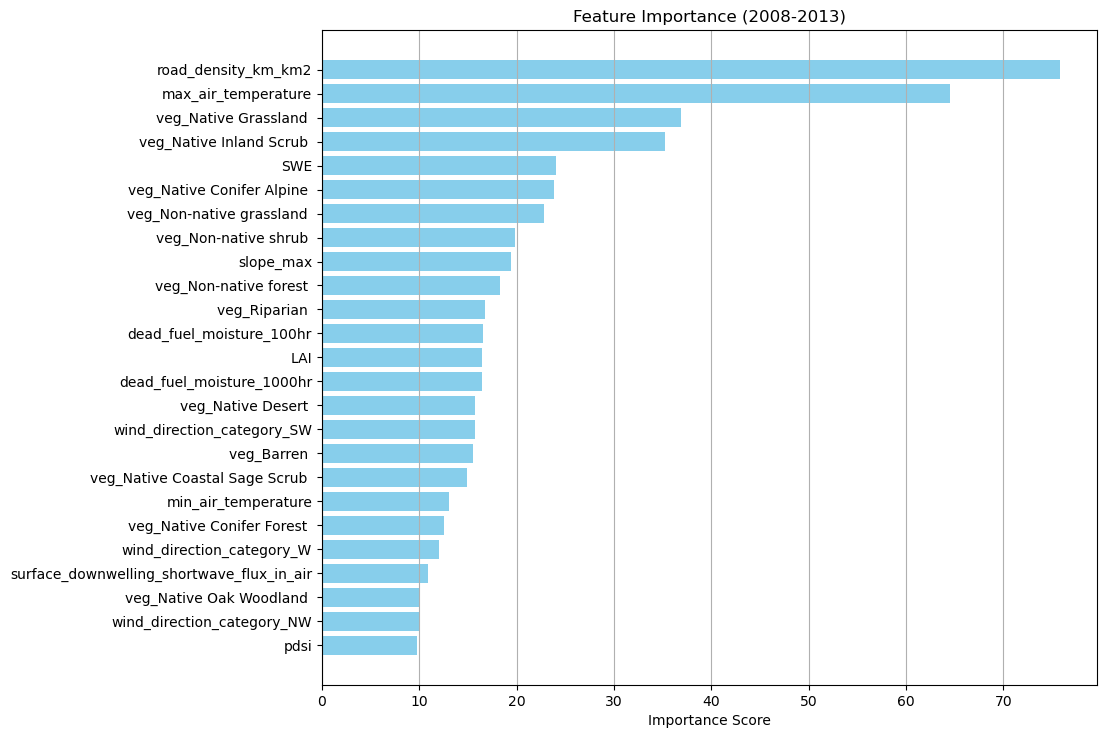 Feature Importance (2008-2013)
road_density_km_km2
max_air_temperature
veg_Native Grassland
veg_Native Inland Scrub
SWE
veg_Native Conifer Alpine
veg_Non-native grassland
veg_Non-native shrub
slope_max
veg_Non-native forest
veg_Riparian
dead_fuel_moisture_100hr
LAI
dead_fuel_moisture_1000hr
veg_Native Desert
wind_direction_category_SW
veg_Barren
veg_Native Coastal Sage Scrub
min_air_temperature
veg_Native Conifer Forest
wind_direction_category_W
surface_downwelling_shortwave_flux_in_air
veg_Native Oak Woodland
wind_direction_category_NW
pdsi
0 10 20 30 40 50 60 70
Importance Score